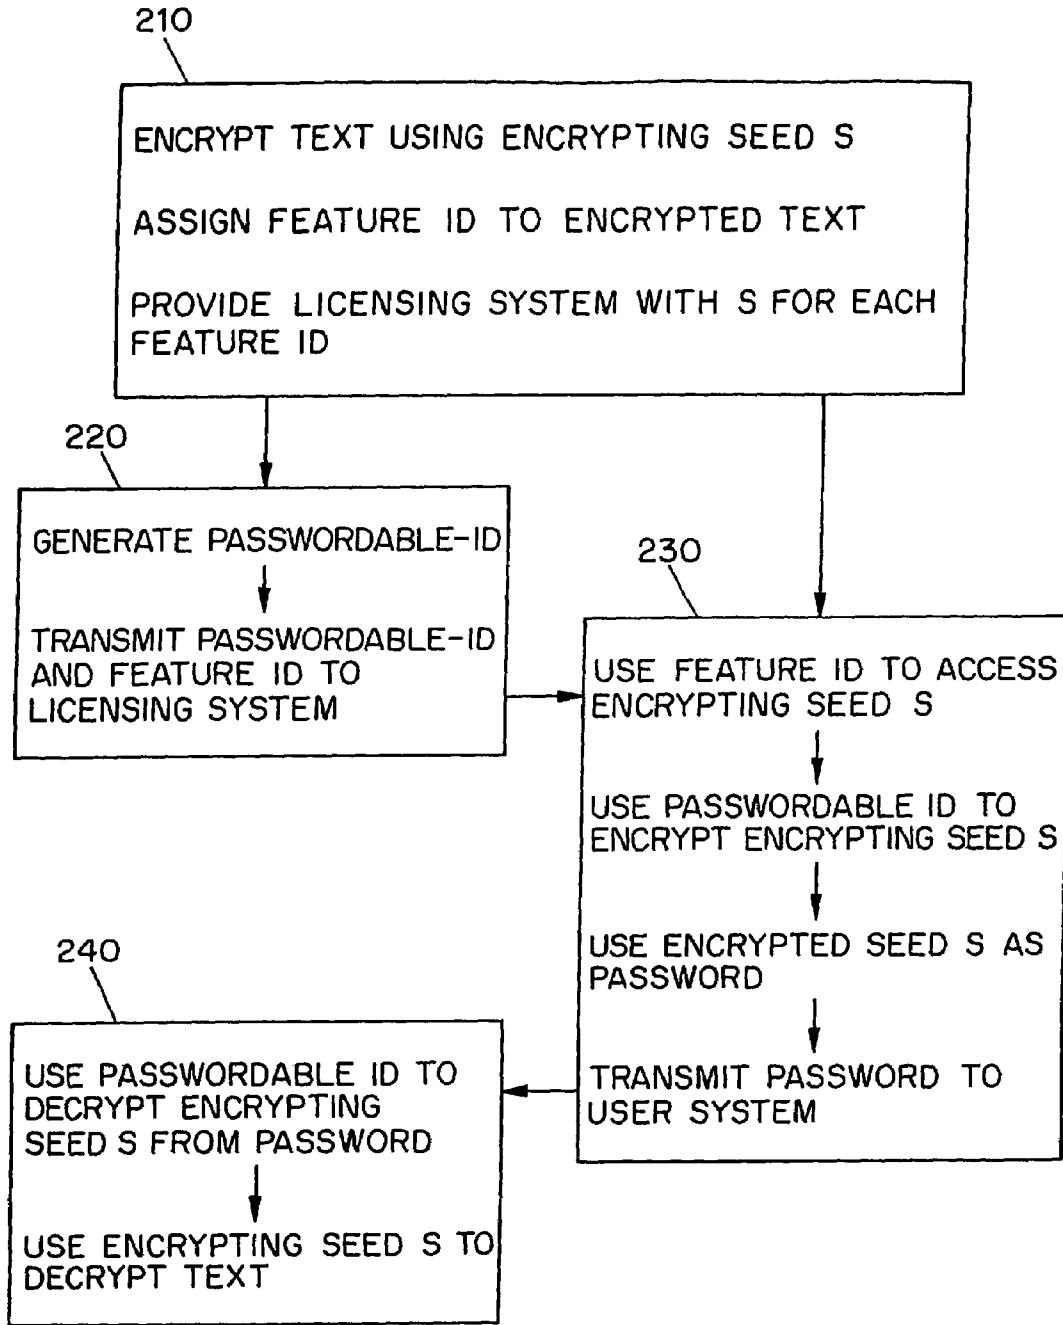 210
ENCRYPT TEXT USING ENCRYPTING SEED S
ASSIGN FEATURE ID TO ENCRYPTED TEXT
PROVIDE LICENSING SYSTEM WITH S FOR EACH
FEATURE ID
220
GENERATE PASSWORDABLE-ID
TRANSMIT PASSWORDABLE-ID
AND FEATURE ID TO
LICENSING SYSTEM
230
USE FEATURE ID TO ACCESS
ENCRYPTING SEED S
USE PASSWORDABLE ID TO
ENCRYPT ENCRYPTING SEED S
USE ENCRYPTED SEED S AS
PASSWORD
TRANSMIT PASSWORD TO
USER SYSTEM
240
USE PASSWORDABLE ID TO
DECRYPT ENCRYPTING
SEED S FROM PASSWORD
USE ENCRYPTING SEED S TO
DECRYPT TEXT